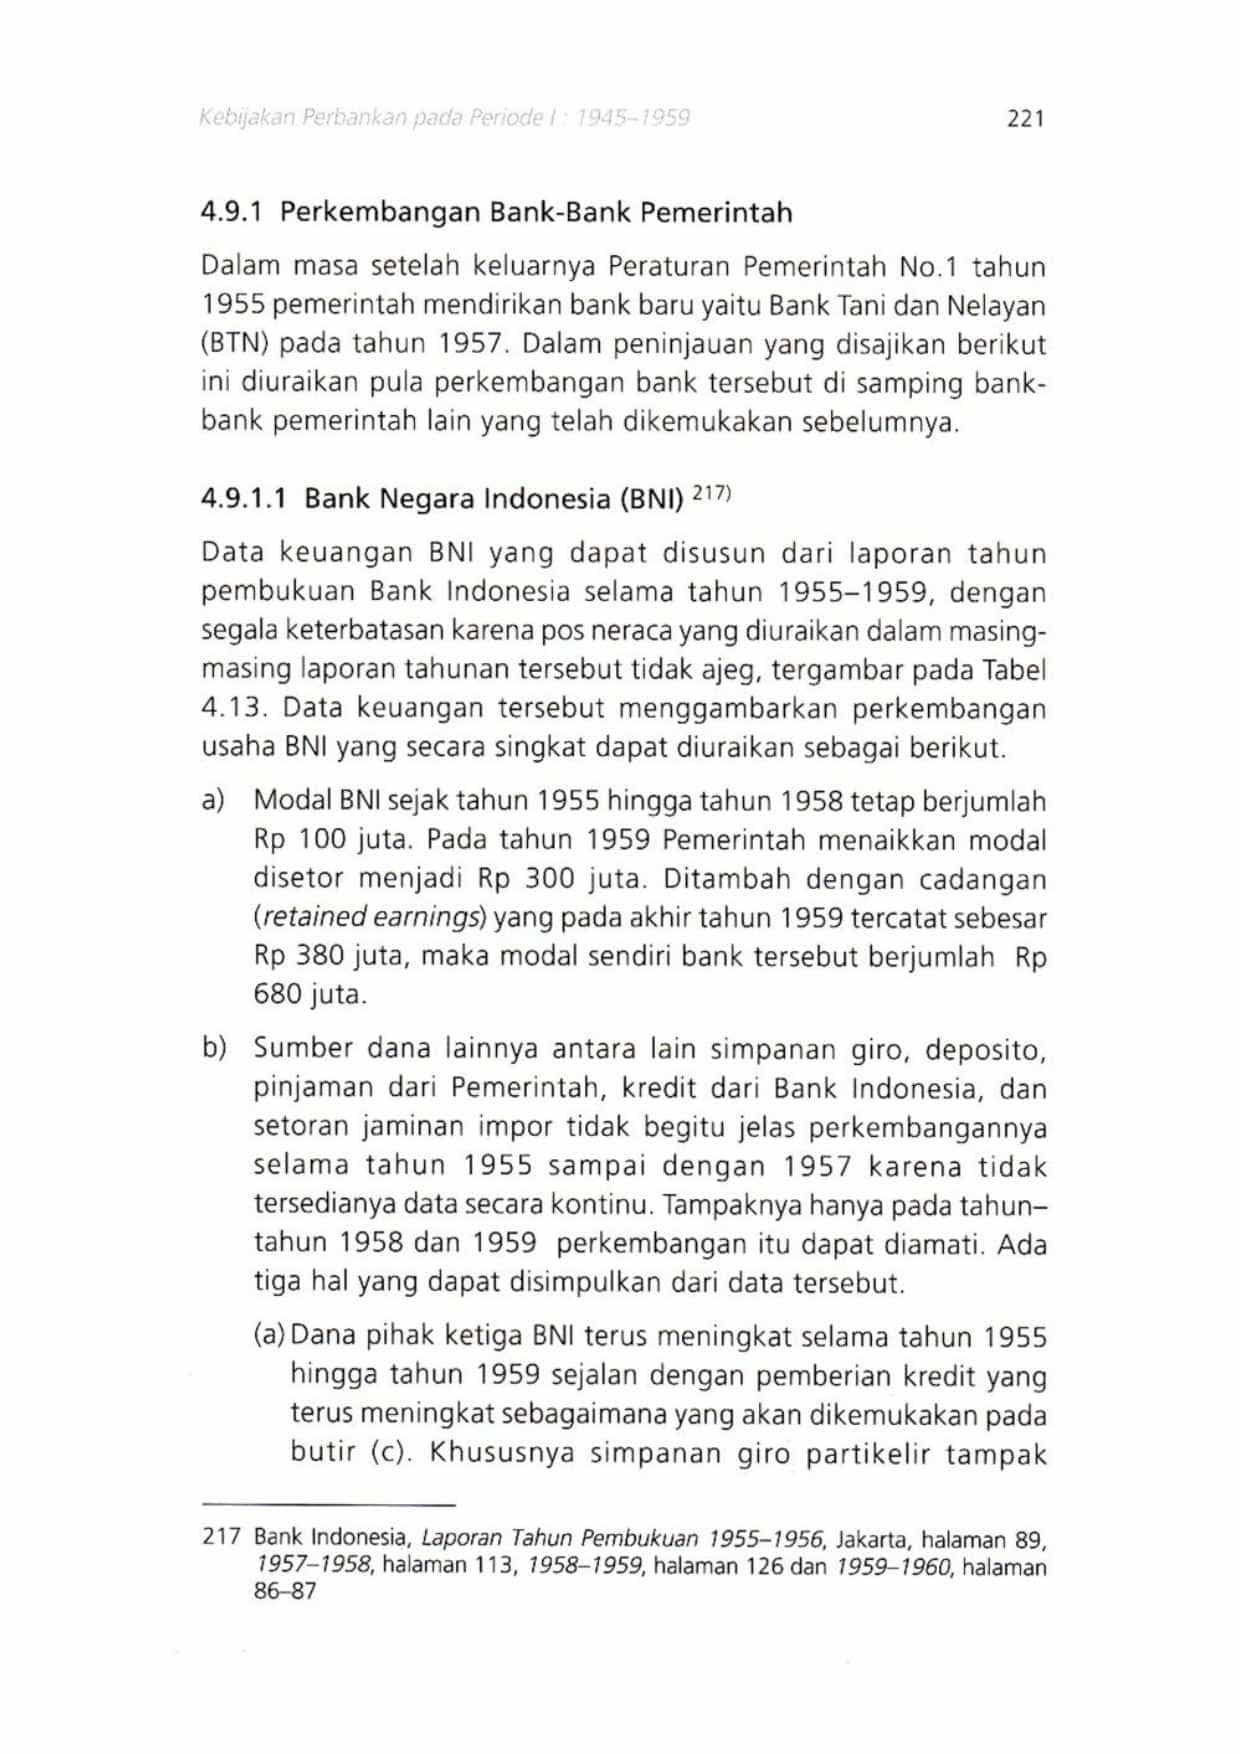 Kebijakan Perbankan pada Periode I : 1945–1959 221
4.9.1 Perkembangan Bank-Bank Pemerintah
Dalam masa setelah keluarnya Peraturan Pemerintah No.1 tahun
1955 pemerintah mendirikan bank baru yaitu Bank Tani dan Nelayan
(BTN) pada tahun 1957. Dalam peninjauan yang disajikan berikut
ini diuraikan pula perkembangan bank tersebut di samping bank-
bank pemerintah lain yang telah dikemukakan sebelumnya.
4.9.1.1 Bank Negara Indonesia (BNI) 217)
Data keuangan BNI yang dapat disusun dari laporan tahun
pembukuan Bank Indonesia selama tahun 1955–1959, dengan
segala keterbatasan karena pos neraca yang diuraikan dalam masing-
masing laporan tahunan tersebut tidak ajeg, tergambar pada Tabel
4.13. Data keuangan tersebut menggambarkan perkembangan
usaha BNI yang secara singkat dapat diuraikan sebagai berikut.
a) Modal BNI sejak tahun 1955 hingga tahun 1958 tetap berjumlah
Rp 100 juta. Pada tahun 1959 Pemerintah menaikkan modal
disetor menjadi Rp 300 juta. Ditambah dengan cadangan
(retained earnings) yang pada akhir tahun 1959 tercatat sebesar
Rp 380 juta, maka modal sendiri bank tersebut berjumlah Rp
680 juta.
b) Sumber dana lainnya antara lain simpanan giro, deposito,
pinjaman dari Pemerintah, kredit dari Bank Indonesia, dan
setoran jaminan impor tidak begitu jelas perkembangannya
selama tahun 1955 sampai dengan 1957 karena tidak
tersedianya data secara kontinu. Tampaknya hanya pada tahun–
tahun 1958 dan 1959 perkembangan itu dapat diamati. Ada
tiga hal yang dapat disimpulkan dari data tersebut.
(a) Dana pihak ketiga BNI terus meningkat selama tahun 1955
hingga tahun 1959 sejalan dengan pemberian kredit yang
terus meningkat sebagaimana yang akan dikemukakan pada
butir (c). Khususnya simpanan giro partikelir tampak
217 Bank Indonesia, Laporan Tahun Pembukuan 1955–1956, Jakarta, halaman 89,
1957–1958, halaman 113, 1958–1959, halaman 126 dan 1959–1960, halaman
86–87